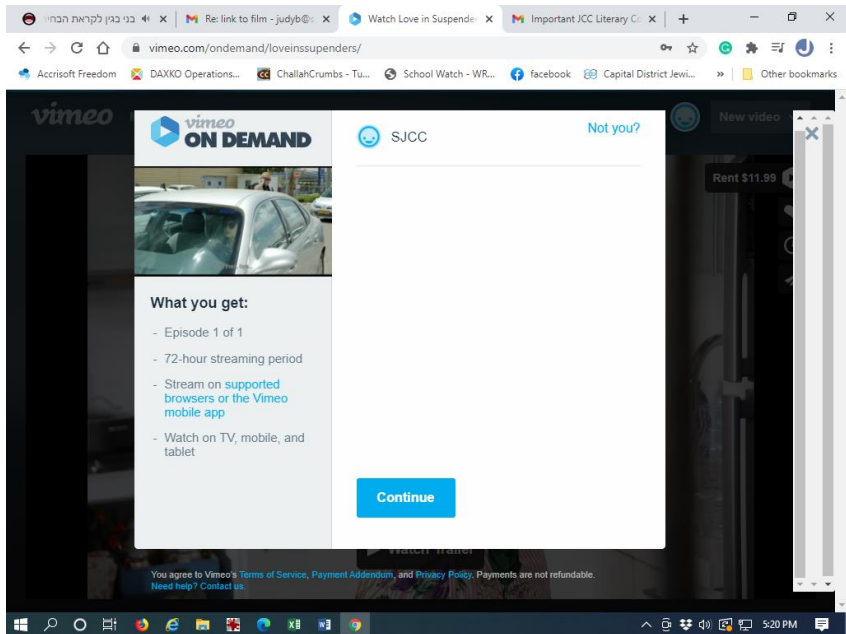 בני בגין לקראת הבחי
Re: link to film - judyb@s
Watch Love in Suspender
Important JCC Literary Co
vimeo.com/ondemand/loveinssupenders/
Accrisoft Freedom DAXKO Operations... ChallahCrumbs - Tu... School Watch - WR... facebook Capital District Jewi... » Other bookmarks
vimeo
New video
vimeo
ON DEMAND
SJCC
Not you?
Rent $11.99
What you get:
- Episode 1 of 1
- 72-hour streaming period
- Stream on supported
browsers or the Vimeo
mobile app
- Watch on TV, mobile, and
tablet
Continue
Watch Trailer
You agree to Vimeo's Terms of Service, Payment Addendum, and Privacy Policy. Payments are not refundable.
Need help? Contact us.
5:20 PM